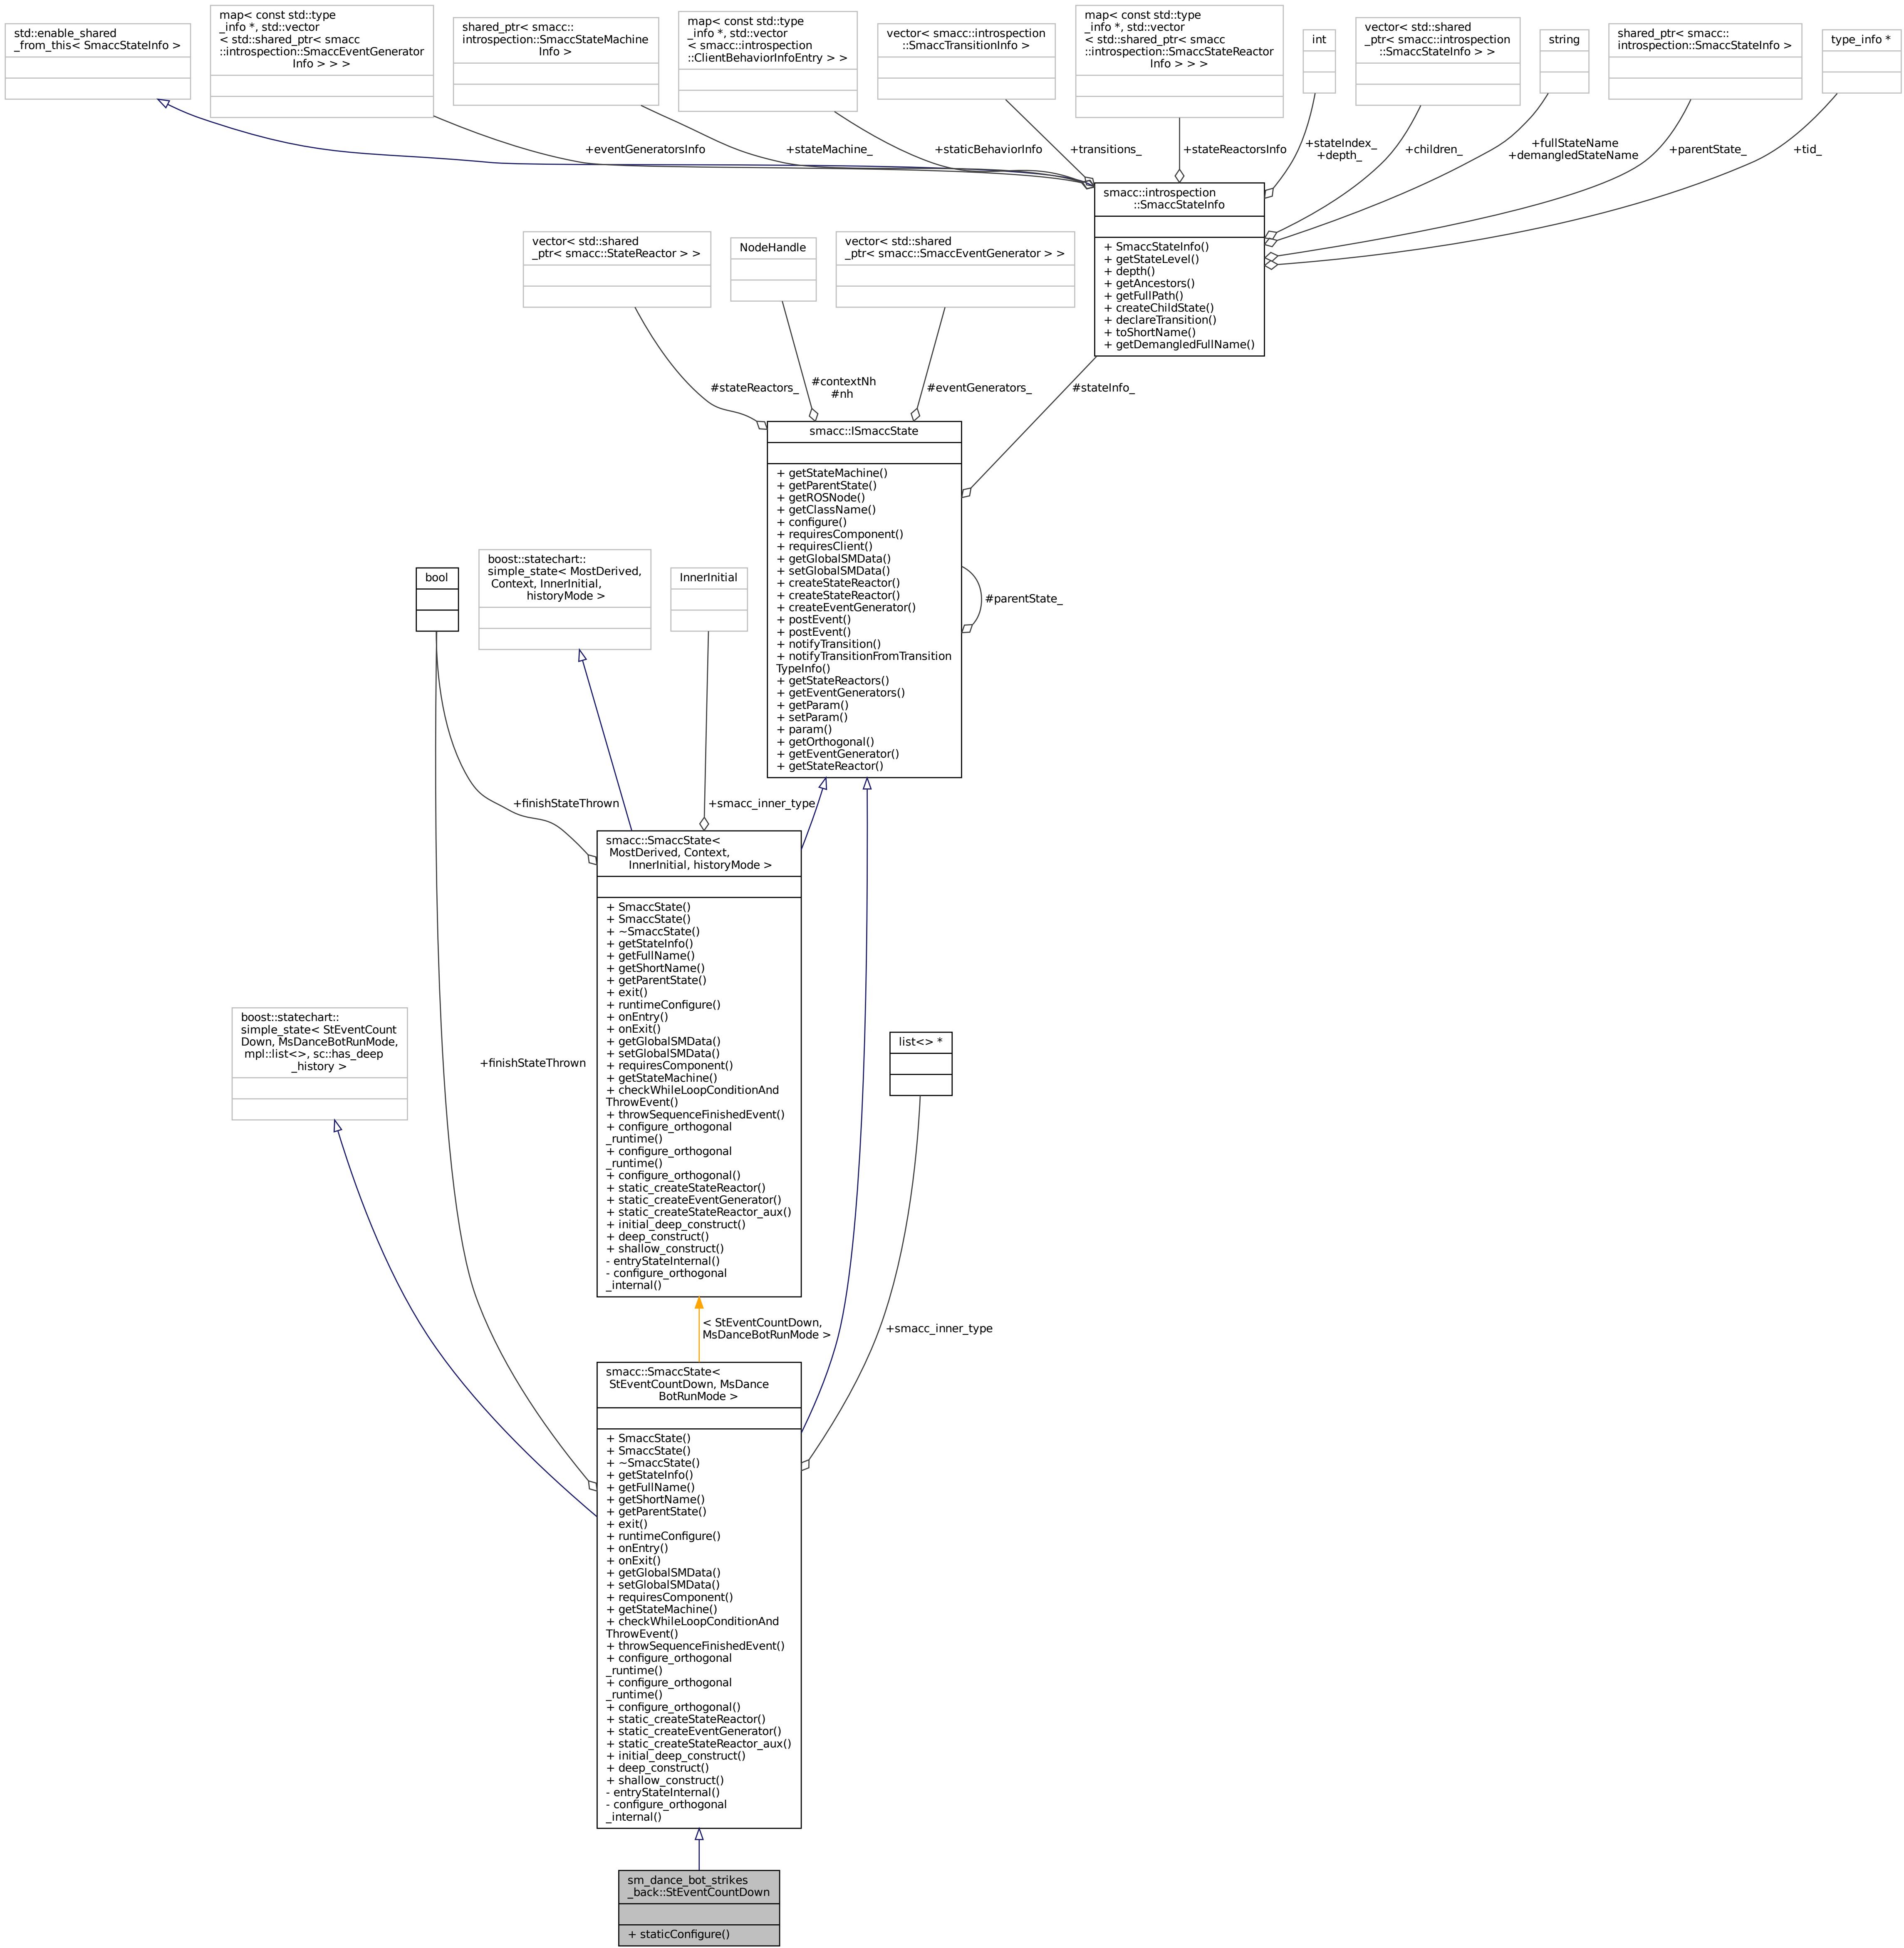 std::enable_shared
_from_this< SmaccStateInfo >
map< const std::type
_info *, std::vector
< std::shared_ptr< smacc
::introspection::SmaccEventGenerator
Info > > >
shared_ptr< smacc::
introspection::SmaccStateMachine
Info >
map< const std::type
_info *, std::vector
< smacc::introspection
::ClientBehaviorInfoEntry > >
vector< smacc::introspection
::SmaccTransitionInfo >
map< const std::type
_info *, std::vector
< std::shared_ptr< smacc
::introspection::SmaccStateReactor
Info > > >
int
vector< std::shared
_ptr< smacc::introspection
::SmaccStateInfo > >
string
shared_ptr< smacc::
introspection::SmaccStateInfo >
type_info *
+eventGeneratorsInfo
+stateMachine_
+staticBehaviorInfo
+transitions_
+stateReactorsInfo
+stateIndex_
+depth_
+children_
+fullStateName
+demangledStateName
+parentState_
+tid_
smacc::introspection
::SmaccStateInfo
+ SmaccStateInfo()
+ getStateLevel()
+ depth()
+ getAncestors()
+ getFullPath()
+ createChildState()
+ declareTransition()
+ toShortName()
+ getDemangledFullName()
vector< std::shared
_ptr< smacc::StateReactor > >
NodeHandle
vector< std::shared
_ptr< smacc::SmaccEventGenerator > >
#stateReactors_
#contextNh
#nh
#eventGenerators_
#stateInfo_
smacc::ISmaccState
+ getStateMachine()
+ getParentState()
+ getROSNode()
+ getClassName()
+ configure()
+ requiresComponent()
+ requiresClient()
+ getGlobalSMData()
+ setGlobalSMData()
+ createStateReactor()
+ createStateReactor()
+ createEventGenerator()
+ postEvent()
+ postEvent()
+ notifyTransition()
+ notifyTransitionFromTransition
TypeInfo()
+ getStateReactors()
+ getEventGenerators()
+ getParam()
+ setParam()
+ param()
+ getOrthogonal()
+ getEventGenerator()
+ getStateReactor()
#parentState_
bool
boost::statechart::
simple_state< MostDerived,
Context, InnerInitial,
historyMode >
InnerInitial
+finishStateThrown
+smacc_inner_type
smacc::SmaccState<
MostDerived, Context,
InnerInitial, historyMode >
+ SmaccState()
+ SmaccState()
+ ~SmaccState()
+ getStateInfo()
+ getFullName()
+ getShortName()
+ getParentState()
+ exit()
+ runtimeConfigure()
+ onEntry()
+ onExit()
+ getGlobalSMData()
+ setGlobalSMData()
+ requiresComponent()
+ getStateMachine()
+ checkWhileLoopConditionAnd
ThrowEvent()
+ throwSequenceFinishedEvent()
+ configure_orthogonal
_runtime()
+ configure_orthogonal
_runtime()
+ configure_orthogonal()
+ static_createStateReactor()
+ static_createEventGenerator()
+ static_createStateReactor_aux()
+ initial_deep_construct()
+ deep_construct()
+ shallow_construct()
- entryStateInternal()
- configure_orthogonal
_internal()
boost::statechart::
simple_state< StEventCount
Down, MsDanceBotRunMode,
mpl::list<>, sc::has_deep
_history >
+finishStateThrown
list<> *
< StEventCountDown,
MsDanceBotRunMode >
+smacc_inner_type
smacc::SmaccState<
StEventCountDown, MsDance
BotRunMode >
+ SmaccState()
+ SmaccState()
+ ~SmaccState()
+ getStateInfo()
+ getFullName()
+ getShortName()
+ getParentState()
+ exit()
+ runtimeConfigure()
+ onEntry()
+ onExit()
+ getGlobalSMData()
+ setGlobalSMData()
+ requiresComponent()
+ getStateMachine()
+ checkWhileLoopConditionAnd
ThrowEvent()
+ throwSequenceFinishedEvent()
+ configure_orthogonal
_runtime()
+ configure_orthogonal
_runtime()
+ configure_orthogonal()
+ static_createStateReactor()
+ static_createEventGenerator()
+ static_createStateReactor_aux()
+ initial_deep_construct()
+ deep_construct()
+ shallow_construct()
- entryStateInternal()
- configure_orthogonal
_internal()
sm_dance_bot_strikes
_back::StEventCountDown
+ staticConfigure()